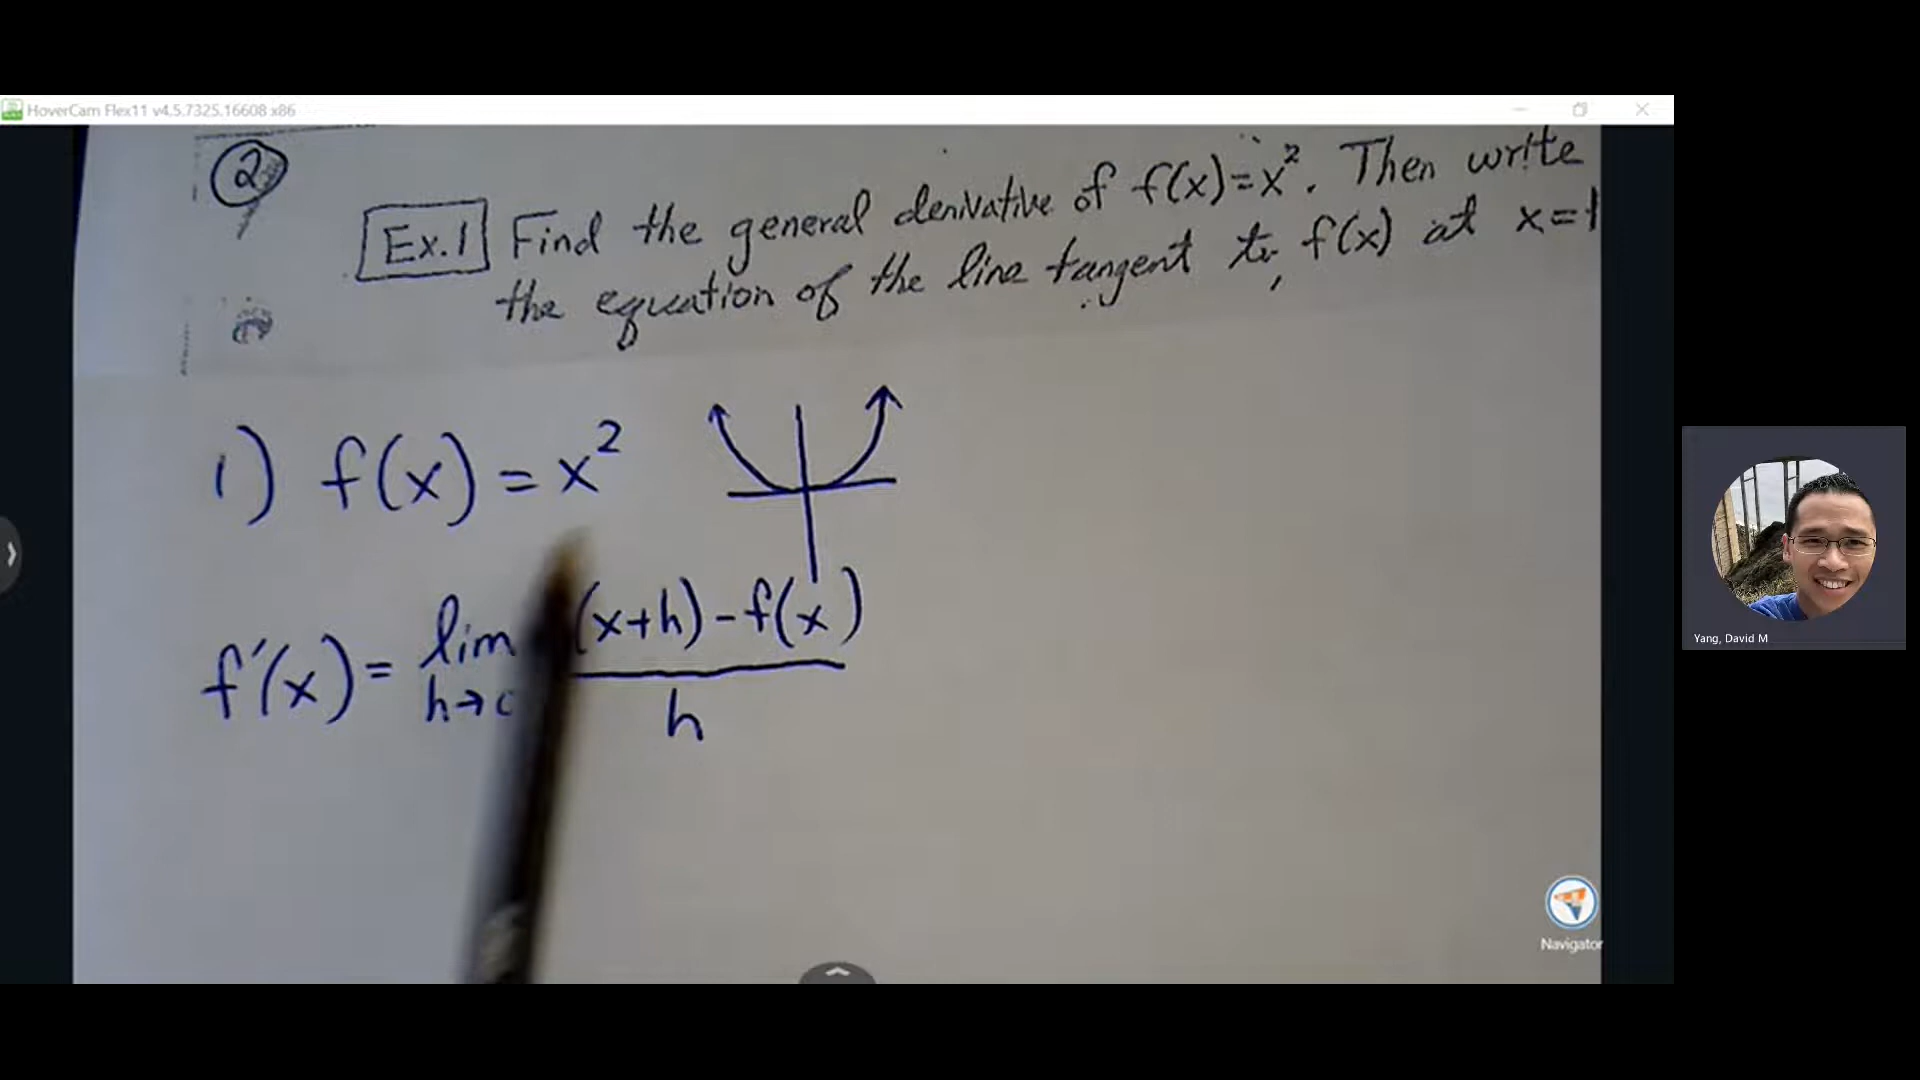 HoverCam Flex11 v4.5.7325.16608 x86
2
Ex.1 Find the general derivative of f(x)=x². Then write
the equation of the line tangent to f(x) at x=1
1) f(x) = x²
f'(x) = lim (x+h)-f(x)
h→
h
Yang, David M
Navigator